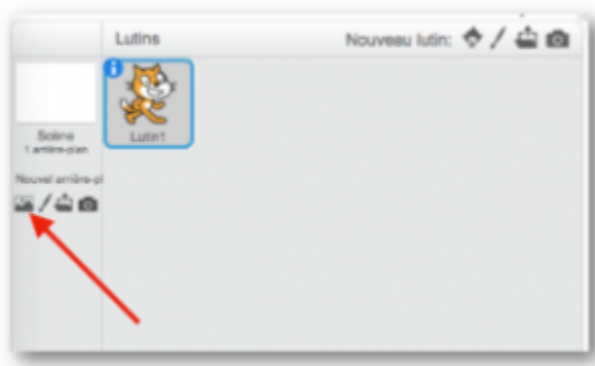 Lutins
Nouveau lutin:
Lutin1
Scène
1 arrière-plan
Nouvel arrière-pl